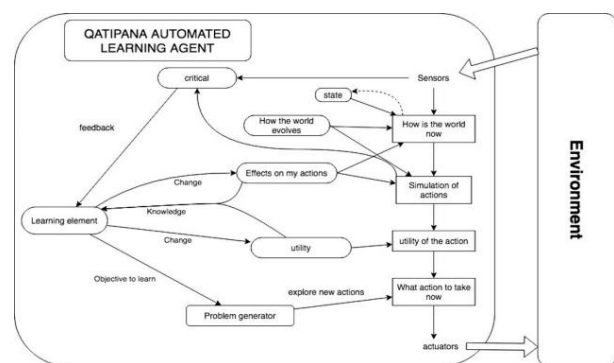 QATIPANA AUTOMATED
LEARNING AGENT
critical
Sensors
state
How the world
evolves
How is the world
now
feedback
Effects on my actions
Change
Simulation of
actions
Learning element
Knowledge
Change
utility
utility of the action
Objective to learn
explore new actions
What action to take
now
Problem generator
actuators
Environment